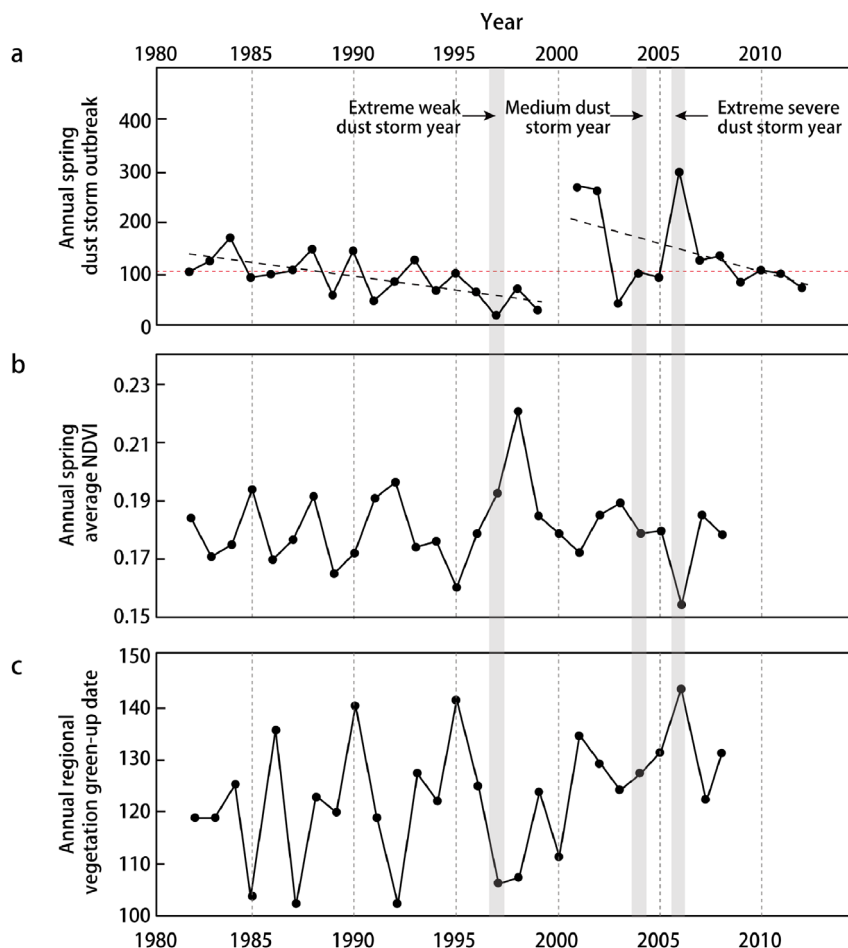 Year
1980 1985 1990 1995 2000 2005 2010
a
Annual spring
dust storm outbreak
400
300
200
100
0
Extreme weak
dust storm year
Medium dust
storm year
Extreme severe
dust storm year
b
Annual spring
average NDVI
0.23
0.21
0.19
0.17
0.15
c
Annual regional
vegetation green-up date
150
140
130
120
110
100
1980 1985 1990 1995 2000 2005 2010